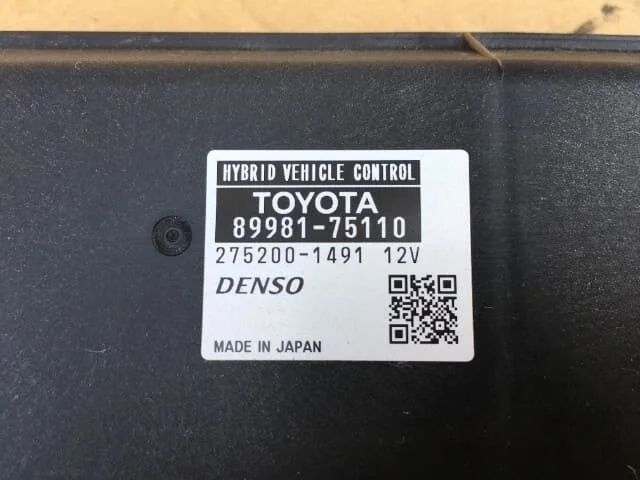 HYBRID VEHICLE CONTROL
TOYOTA
89981-75110
275200-1491 12V
DENSO
MADE IN JAPAN